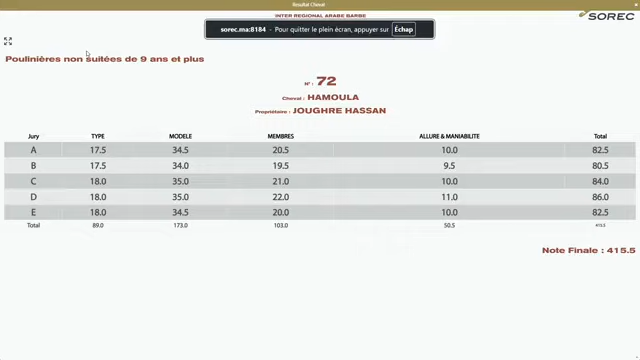 Resultat Cheval
INTER REGIONAL ARABE BARBE
SOREC
sorec.ma:8184 - Pour quitter le plein écran, appuyer sur Échap
Poulinières non suitées de 9 ans et plus
N° : 72
Cheval : HAMOULA
Propriétaire : JOUGHRE HASSAN
Jury TYPE MODELE MEMBRES ALLURE & MANIABILITE Total
A 17.5 34.5 20.5 10.0 82.5
B 17.5 34.0 19.5 9.5 80.5
C 18.0 35.0 21.0 10.0 84.0
D 18.0 35.0 22.0 11.0 86.0
E 18.0 34.5 20.0 10.0 82.5
Total 89.0 173.0 103.0 50.5 415.5
Note Finale : 415.5